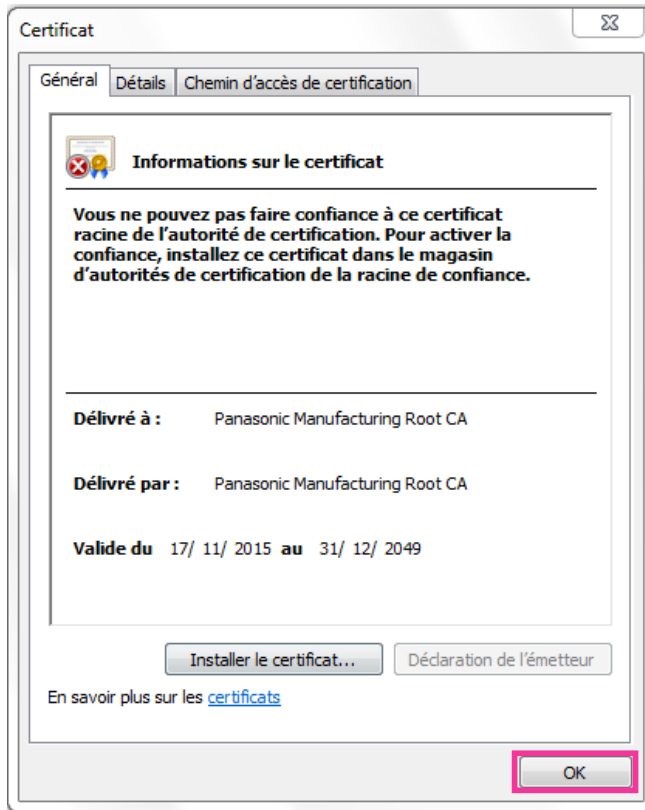 Certificat
Général Détails Chemin d'accès de certification
Informations sur le certificat
Vous ne pouvez pas faire confiance à ce certificat
racine de l'autorité de certification. Pour activer la
confiance, installez ce certificat dans le magasin
d'autorités de certification de la racine de confiance.
Délivré à : Panasonic Manufacturing Root CA
Délivré par : Panasonic Manufacturing Root CA
Valide du 17/ 11/ 2015 au 31/ 12/ 2049
Installer le certificat... Déclaration de l'émetteur
En savoir plus sur les certificats
OK